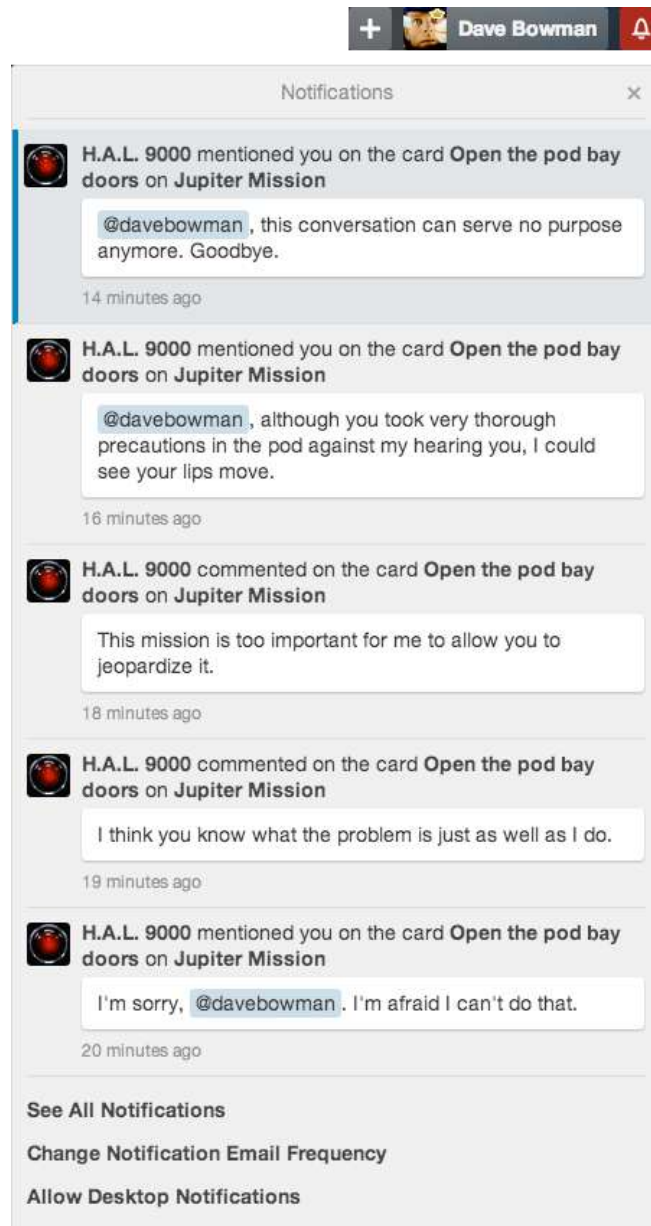 + Dave Bowman
Notifications ×
H.A.L. 9000 mentioned you on the card Open the pod bay
doors on Jupiter Mission
@davebowman , this conversation can serve no purpose
anymore. Goodbye.
14 minutes ago
H.A.L. 9000 mentioned you on the card Open the pod bay
doors on Jupiter Mission
@davebowman , although you took very thorough
precautions in the pod against my hearing you, I could
see your lips move.
16 minutes ago
H.A.L. 9000 commented on the card Open the pod bay
doors on Jupiter Mission
This mission is too important for me to allow you to
jeopardize it.
18 minutes ago
H.A.L. 9000 commented on the card Open the pod bay
doors on Jupiter Mission
I think you know what the problem is just as well as I do.
19 minutes ago
H.A.L. 9000 mentioned you on the card Open the pod bay
doors on Jupiter Mission
I'm sorry, @davebowman . I'm afraid I can't do that.
20 minutes ago
See All Notifications
Change Notification Email Frequency
Allow Desktop Notifications